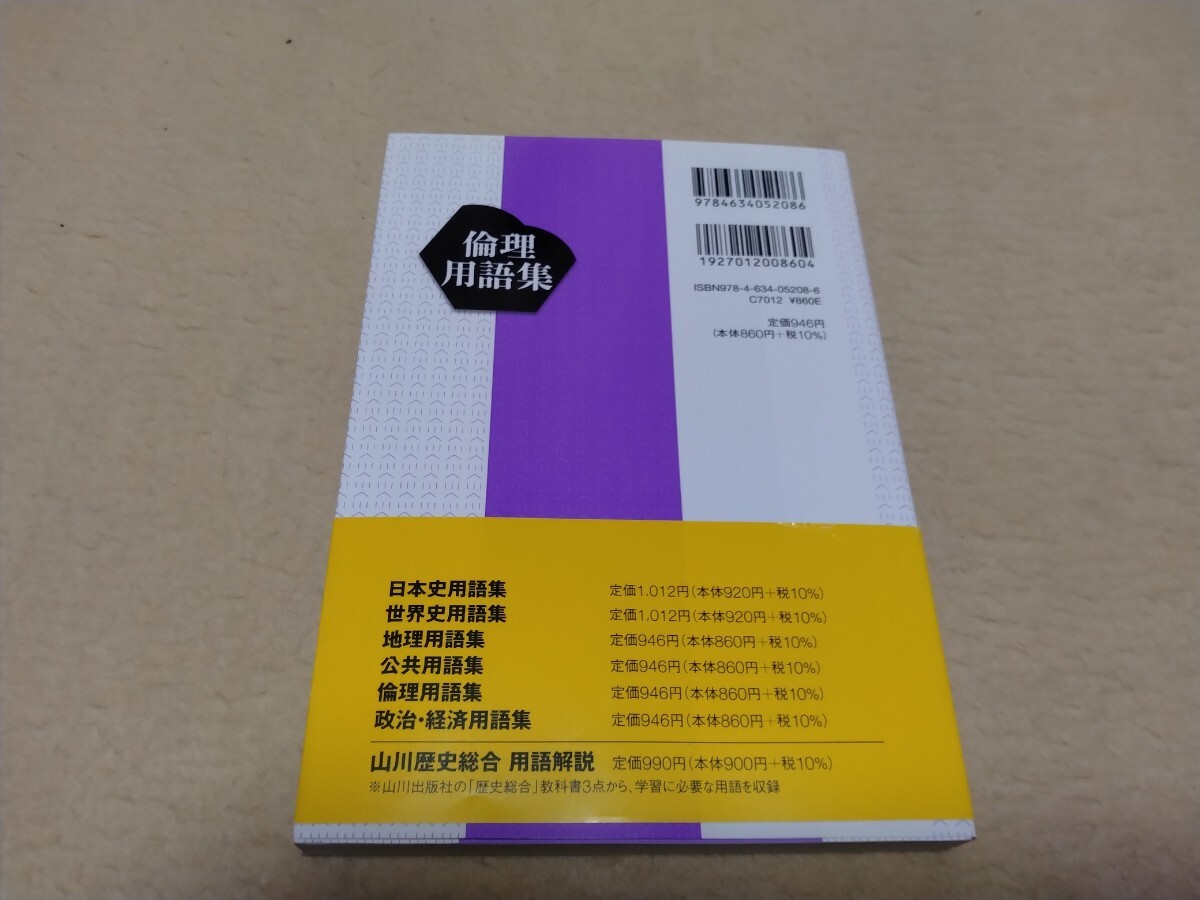 倫理
用語集
9784634052086
1927012008604
ISBN978-4-634-05208-6
C7012 ¥860E
定価946円
(本体860円+税10%)
日本史用語集 定価1,012円(本体920円+税10%)
世界史用語集 定価1,012円(本体920円+税10%)
地理用語集 定価946円(本体860円+税10%)
公共用語集 定価946円(本体860円+税10%)
倫理用語集 定価946円(本体860円+税10%)
政治・経済用語集 定価946円(本体860円+税10%)
山川歴史総合 用語解説 定価990円(本体900円+税10%)
※山川出版社の「歴史総合」教科書3点から、学習に必要な用語を収録